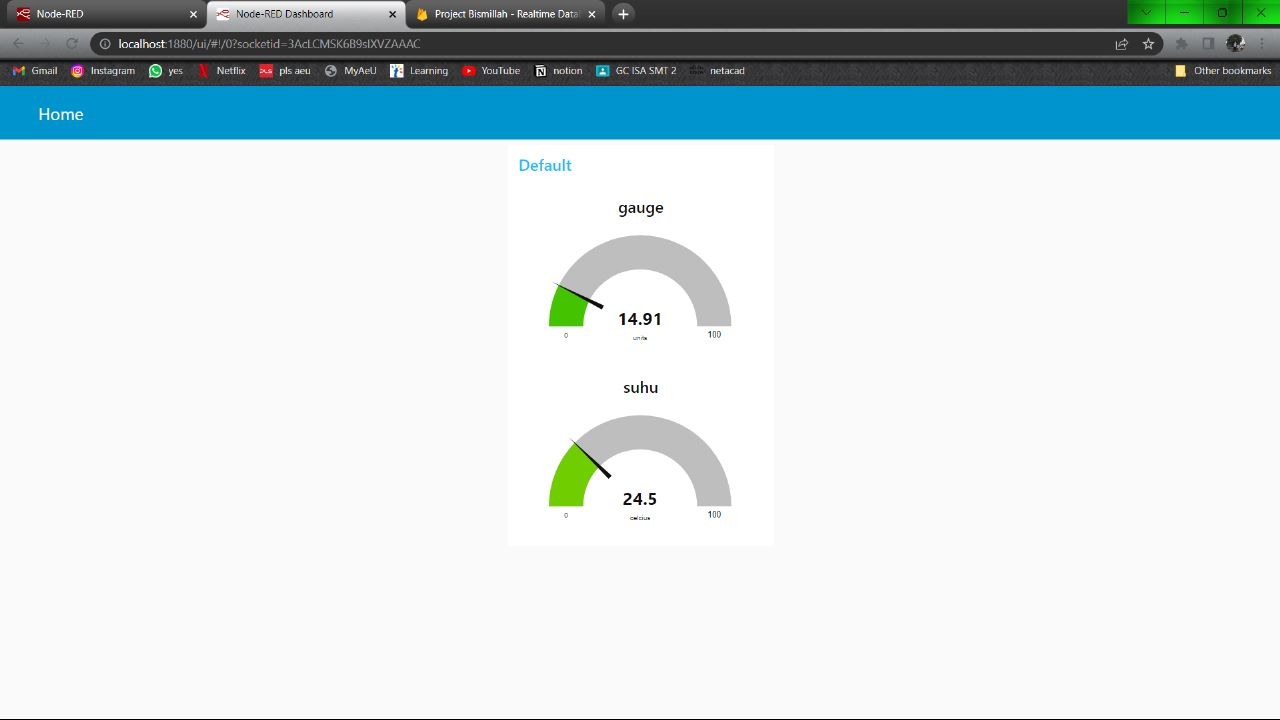 Node-RED
Node-RED Dashboard
Project Bismillah - Realtime Data
localhost:1880/ui/#!/0?socketid=3AcLCMSK6B9sIXVZAAAC
Gmail Instagram yes Netflix pls aeu MyAeU Learning YouTube notion GC ISA SMT 2 netacad Other bookmarks
Home
Default
gauge
14.91
0 units 100
suhu
24.5
0 celcius 100